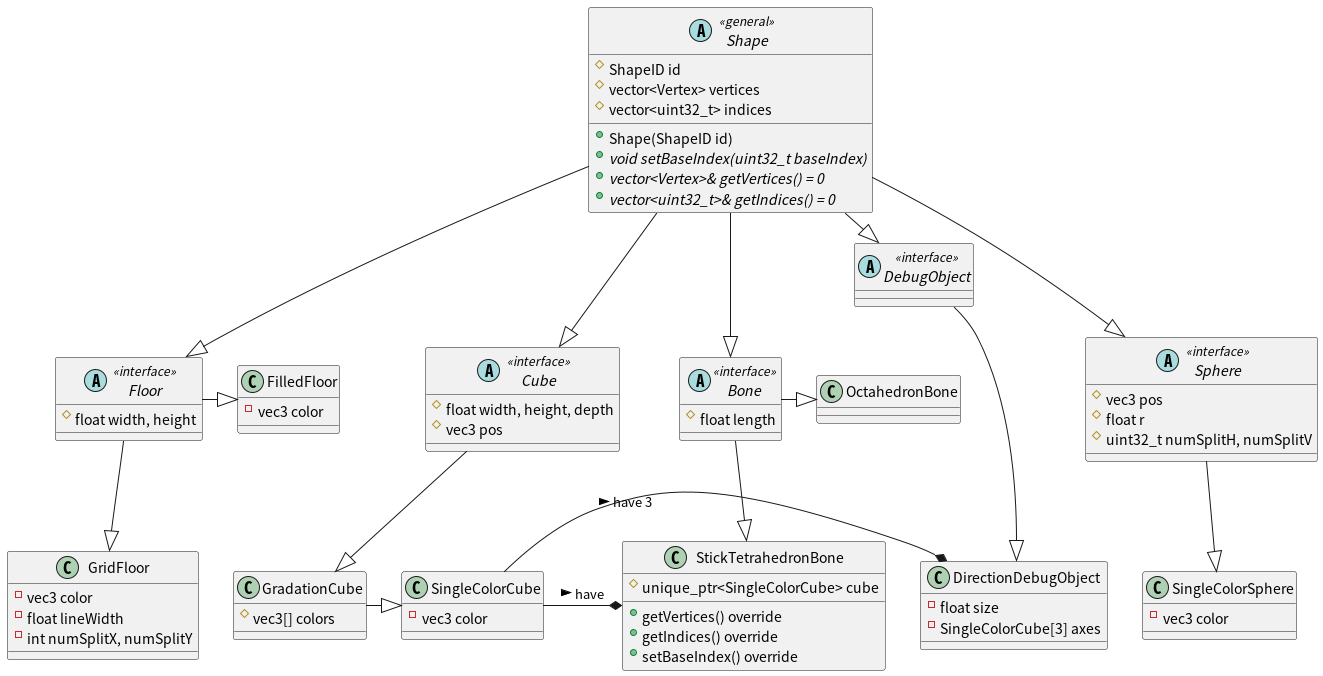 A «general»
Shape
ShapeID id
vector<Vertex> vertices
vector<uint32_t> indices
Shape(ShapeID id)
void setBaseIndex(uint32_t baseIndex)
vector<Vertex>& getVertices() = 0
vector<uint32_t>& getIndices() = 0
A «interface»
DebugObject
A «interface»
Floor
float width, height
C FilledFloor
vec3 color
A «interface»
Cube
float width, height, depth
vec3 pos
A «interface»
Bone
float length
C OctahedronBone
A «interface»
Sphere
vec3 pos
float r
uint32_t numSplitH, numSplitV
have 3
C GridFloor
vec3 color
float lineWidth
int numSplitX, numSplitY
C GradationCube
vec3[] colors
C SingleColorCube
vec3 color
have
C StickTetrahedronBone
unique_ptr<SingleColorCube> cube
getVertices() override
getIndices() override
setBaseIndex() override
C DirectionDebugObject
float size
SingleColorCube[3] axes
C SingleColorSphere
vec3 color